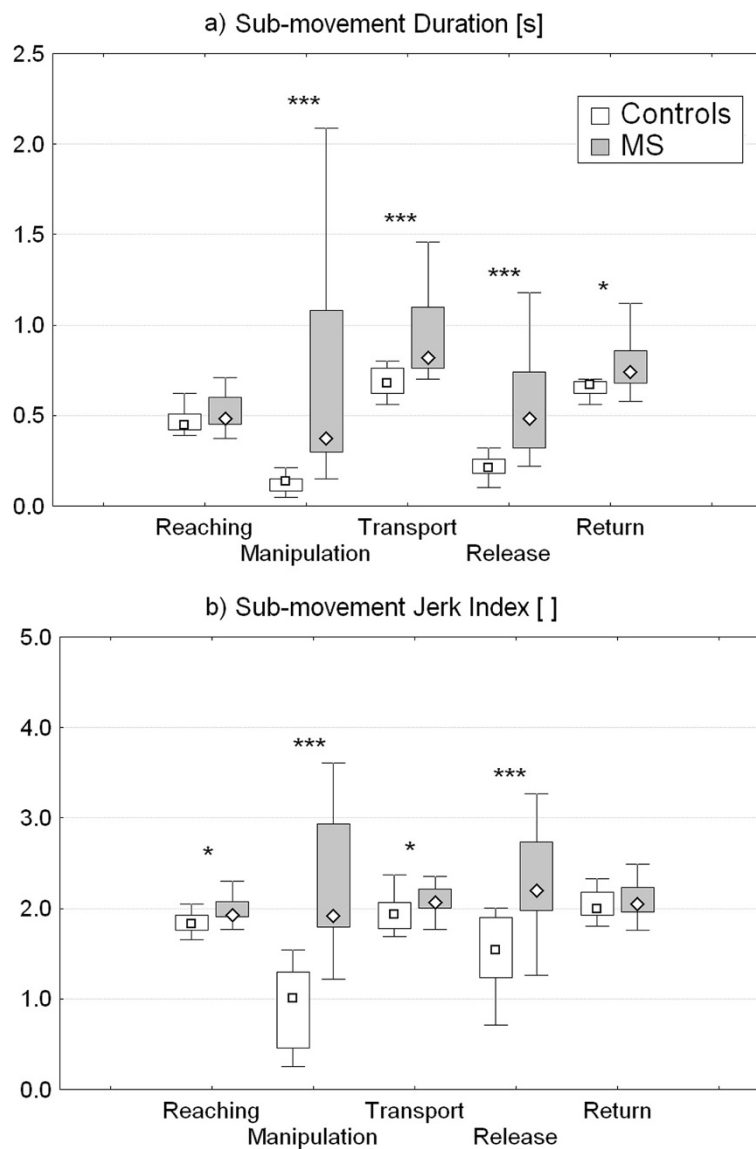 a) Sub-movement Duration [s]
2.5
2.0
1.5
1.0
0.5
0.0
***
***
***
*
Controls
MS
Reaching
Manipulation
Transport
Release
Return
b) Sub-movement Jerk Index [ ]
5.0
4.0
3.0
2.0
1.0
0.0
*
***
*
***
Reaching
Manipulation
Transport
Release
Return